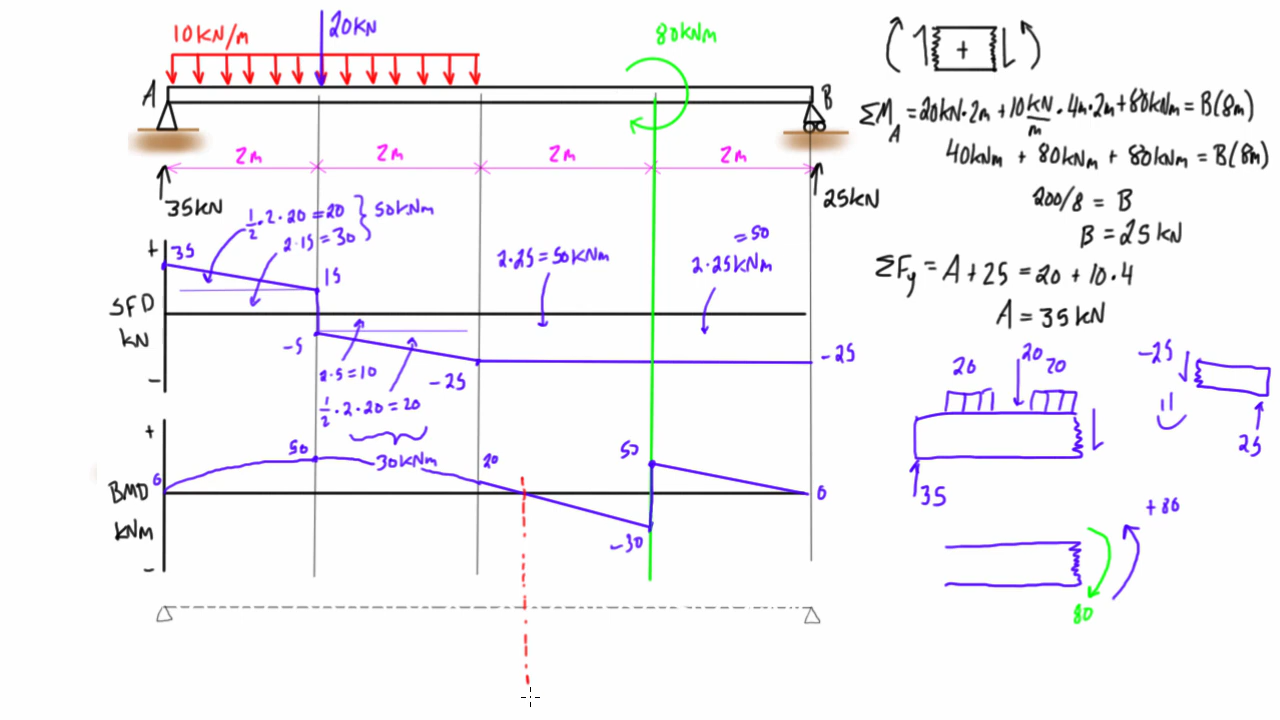 10KN/m
20KN
80KNm
A
B
2m
2m
2m
2m
35KN
25KN
+
ΣM_A = 20KN·2m + 10KN/m·4m·2m + 80KNm = B(8m)
40KNm + 80KNm + 80KNm = B(8m)
200/8 = B
B = 25KN
ΣFy = A + 25 = 20 + 10·4
A = 35KN
1/2·2·20 = 20 } 50KNm
2·15 = 30
+
35
15
SFD
KN
-5
-25
-25
-
2·25 = 50KNm
= 50
2·25KNm
2·5 = 10
1/2·2·20 = 20
30KNm
+
0
50
20
50
0
BMD
KNm
-30
-
20
20
20
35
-25
25
+80
80